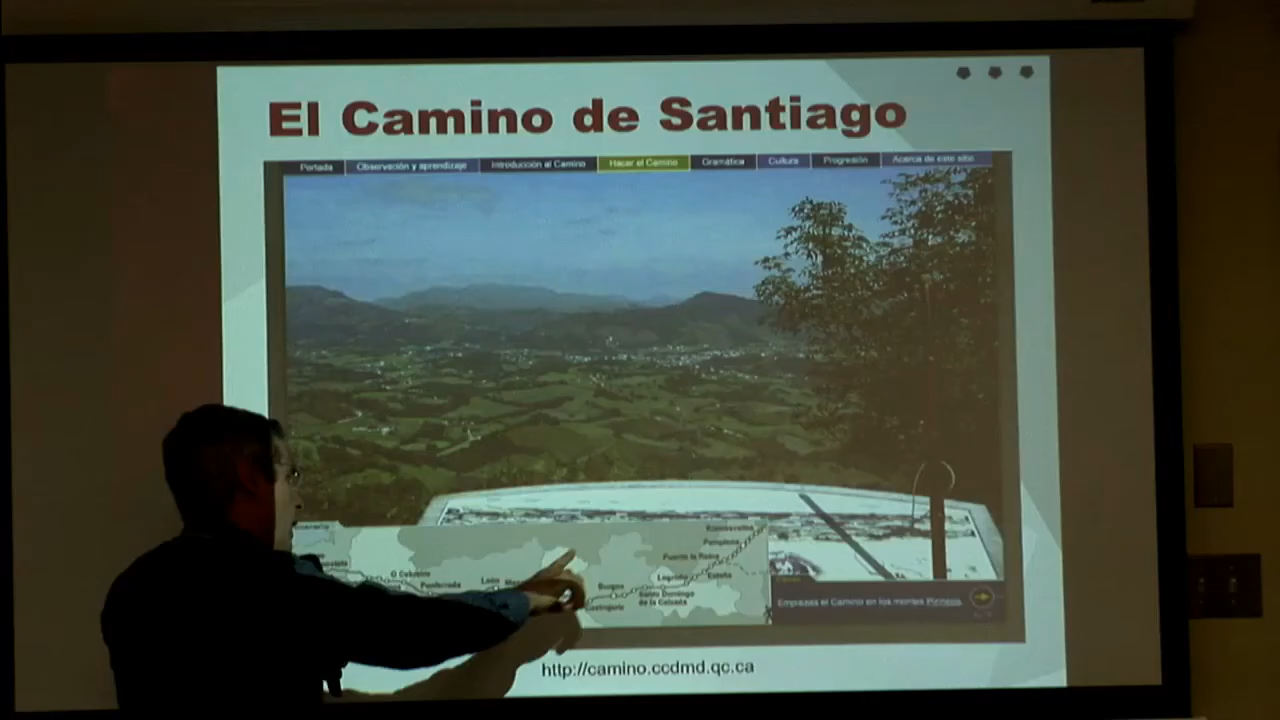 El Camino de Santiago
Portada Observación y aprendizaje Introducción al Camino Hacer el Camino Gramática Cultura Progresión Acerca de este sitio
Roncesvalles
Pamplona
Puente la Reina
Estella
Logroño
Santo Domingo
de la Calzada
Burgos
León
Ponferrada
O Cebreiro
Empiezas el Camino en los montes Pirineos.
http://camino.ccdmd.qc.ca